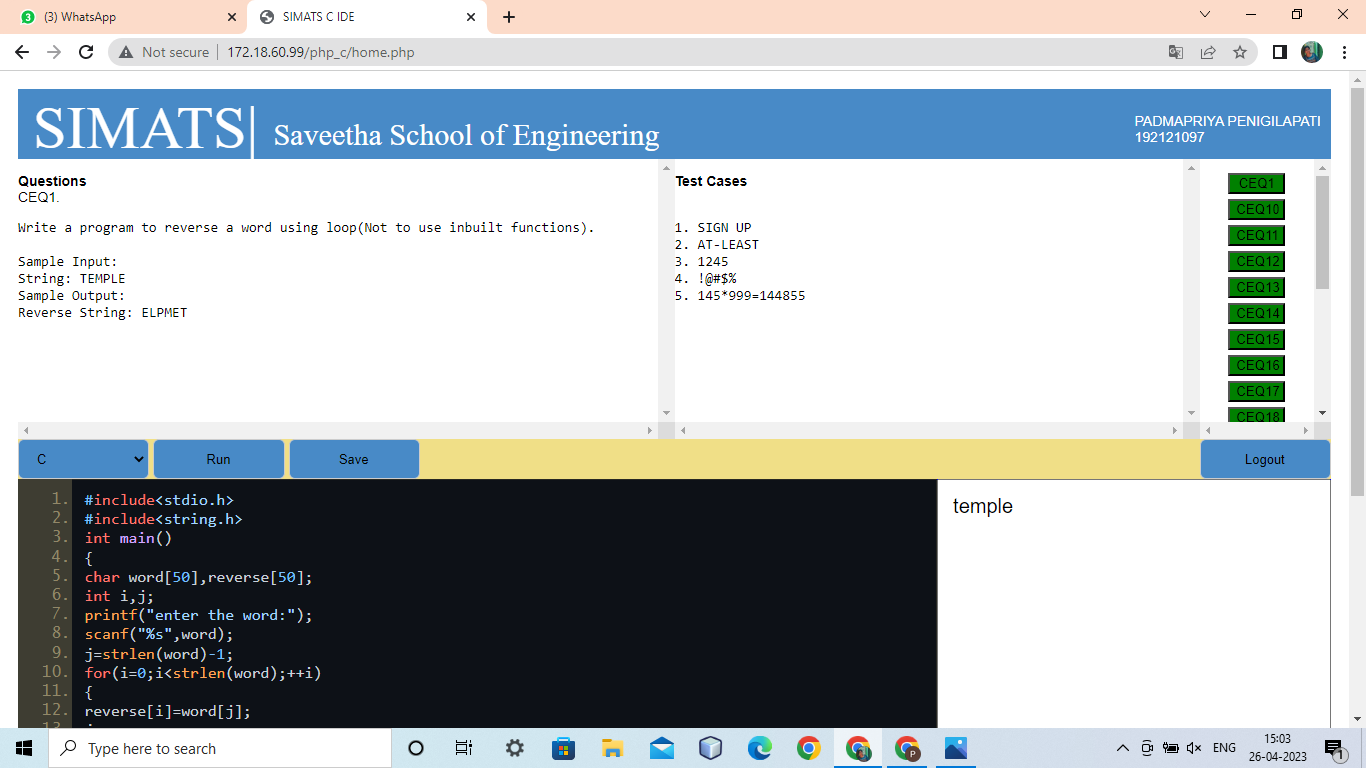 3 (3) WhatsApp
SIMATS C IDE
Not secure
172.18.60.99/php_c/home.php
SIMATS| Saveetha School of Engineering
PADMAPRIYA PENIGILAPATI
192121097
Questions
CEQ1.
Write a program to reverse a word using loop(Not to use inbuilt functions).
Sample Input:
String: TEMPLE
Sample Output:
Reverse String: ELPMET
Test Cases
1. SIGN UP
2. AT-LEAST
3. 1245
4. !@#$%
5. 145*999=144855
CEQ1
CEQ10
CEQ11
CEQ12
CEQ13
CEQ14
CEQ15
CEQ16
CEQ17
CEQ18
C
Run
Save
Logout
1. #include<stdio.h>
2. #include<string.h>
3. int main()
4. {
5. char word[50],reverse[50];
6. int i,j;
7. printf("enter the word:");
8. scanf("%s",word);
9. j=strlen(word)-1;
10. for(i=0;i<strlen(word);++i)
11. {
12. reverse[i]=word[j];
temple
Type here to search
P
ENG
15:03
26-04-2023
1